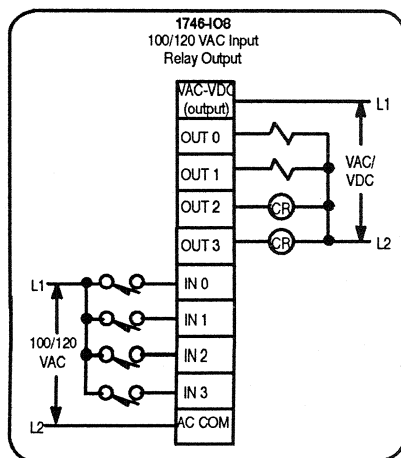 1746-IO8
100/120 VAC Input
Relay Output
VAC-VDC
(output)
L1
OUT 0
OUT 1
VAC/
VDC
OUT 2
CR
OUT 3
CR
L2
L1
IN 0
IN 1
100/120
VAC
IN 2
IN 3
L2
AC COM